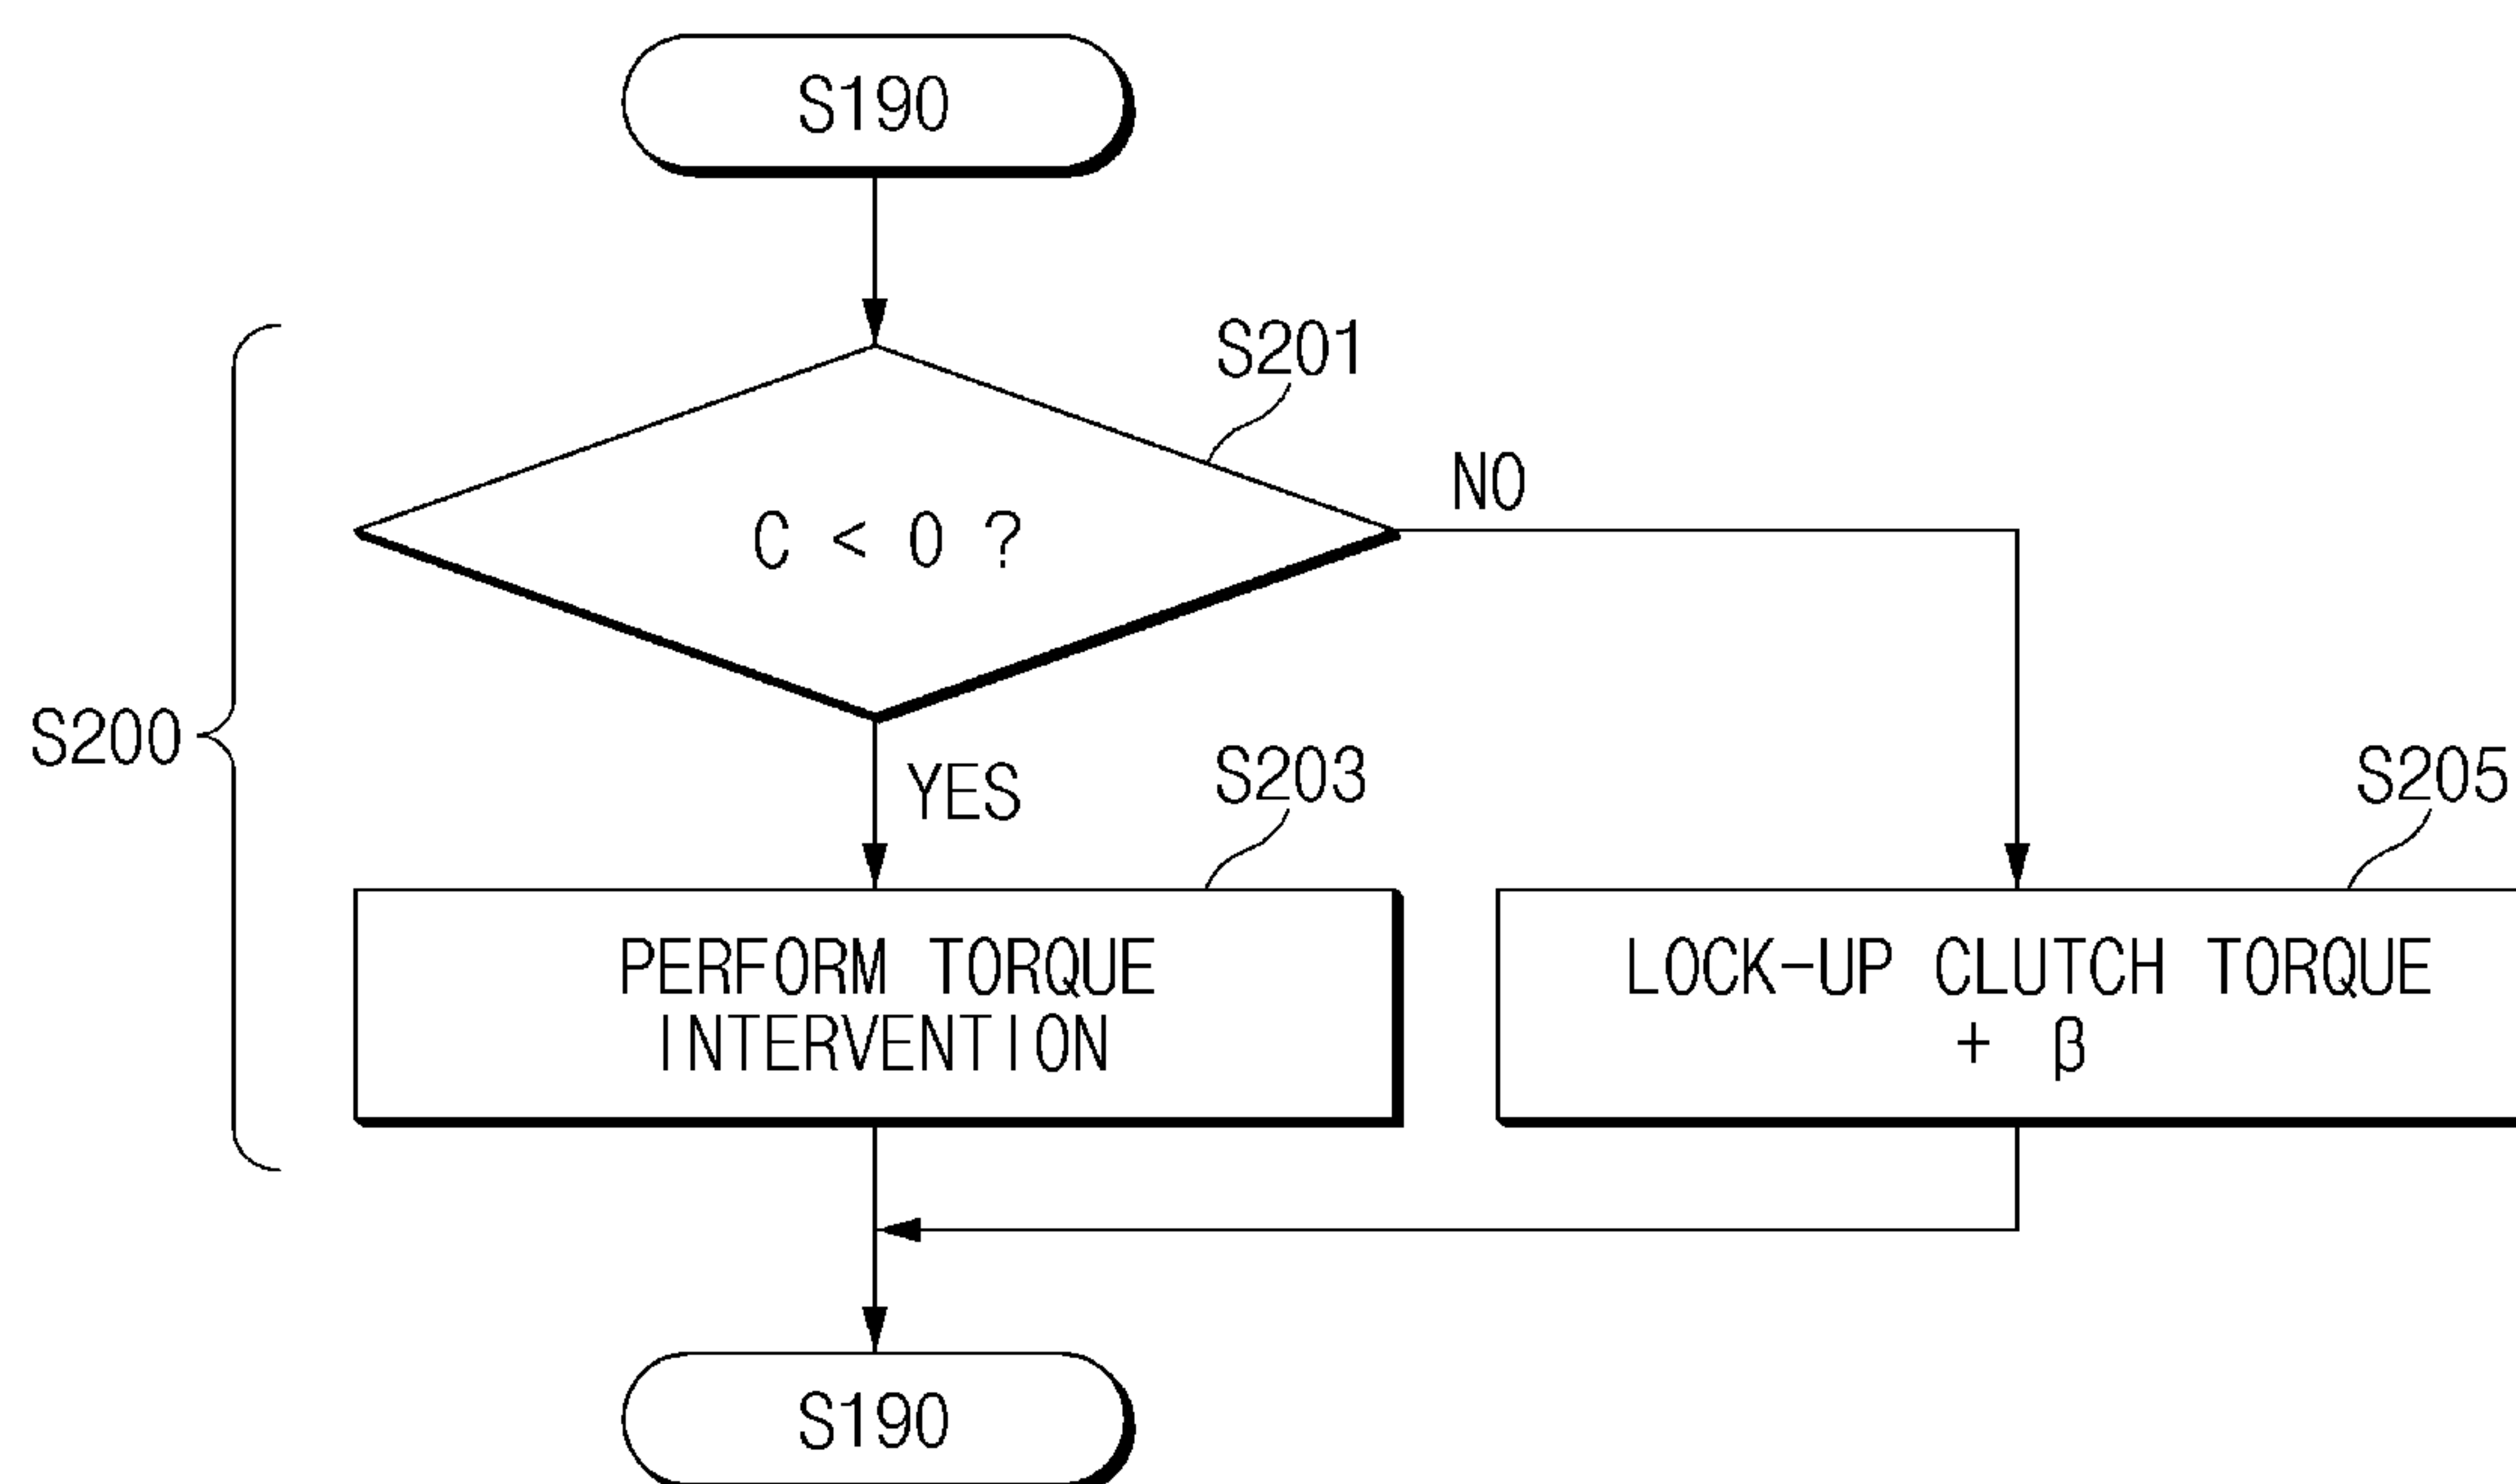 S190
S201
C < 0 ?
NO
S200
YES
S203
S205
PERFORM TORQUE
INTERVENTION
LOCK-UP CLUTCH TORQUE
+ β
S190